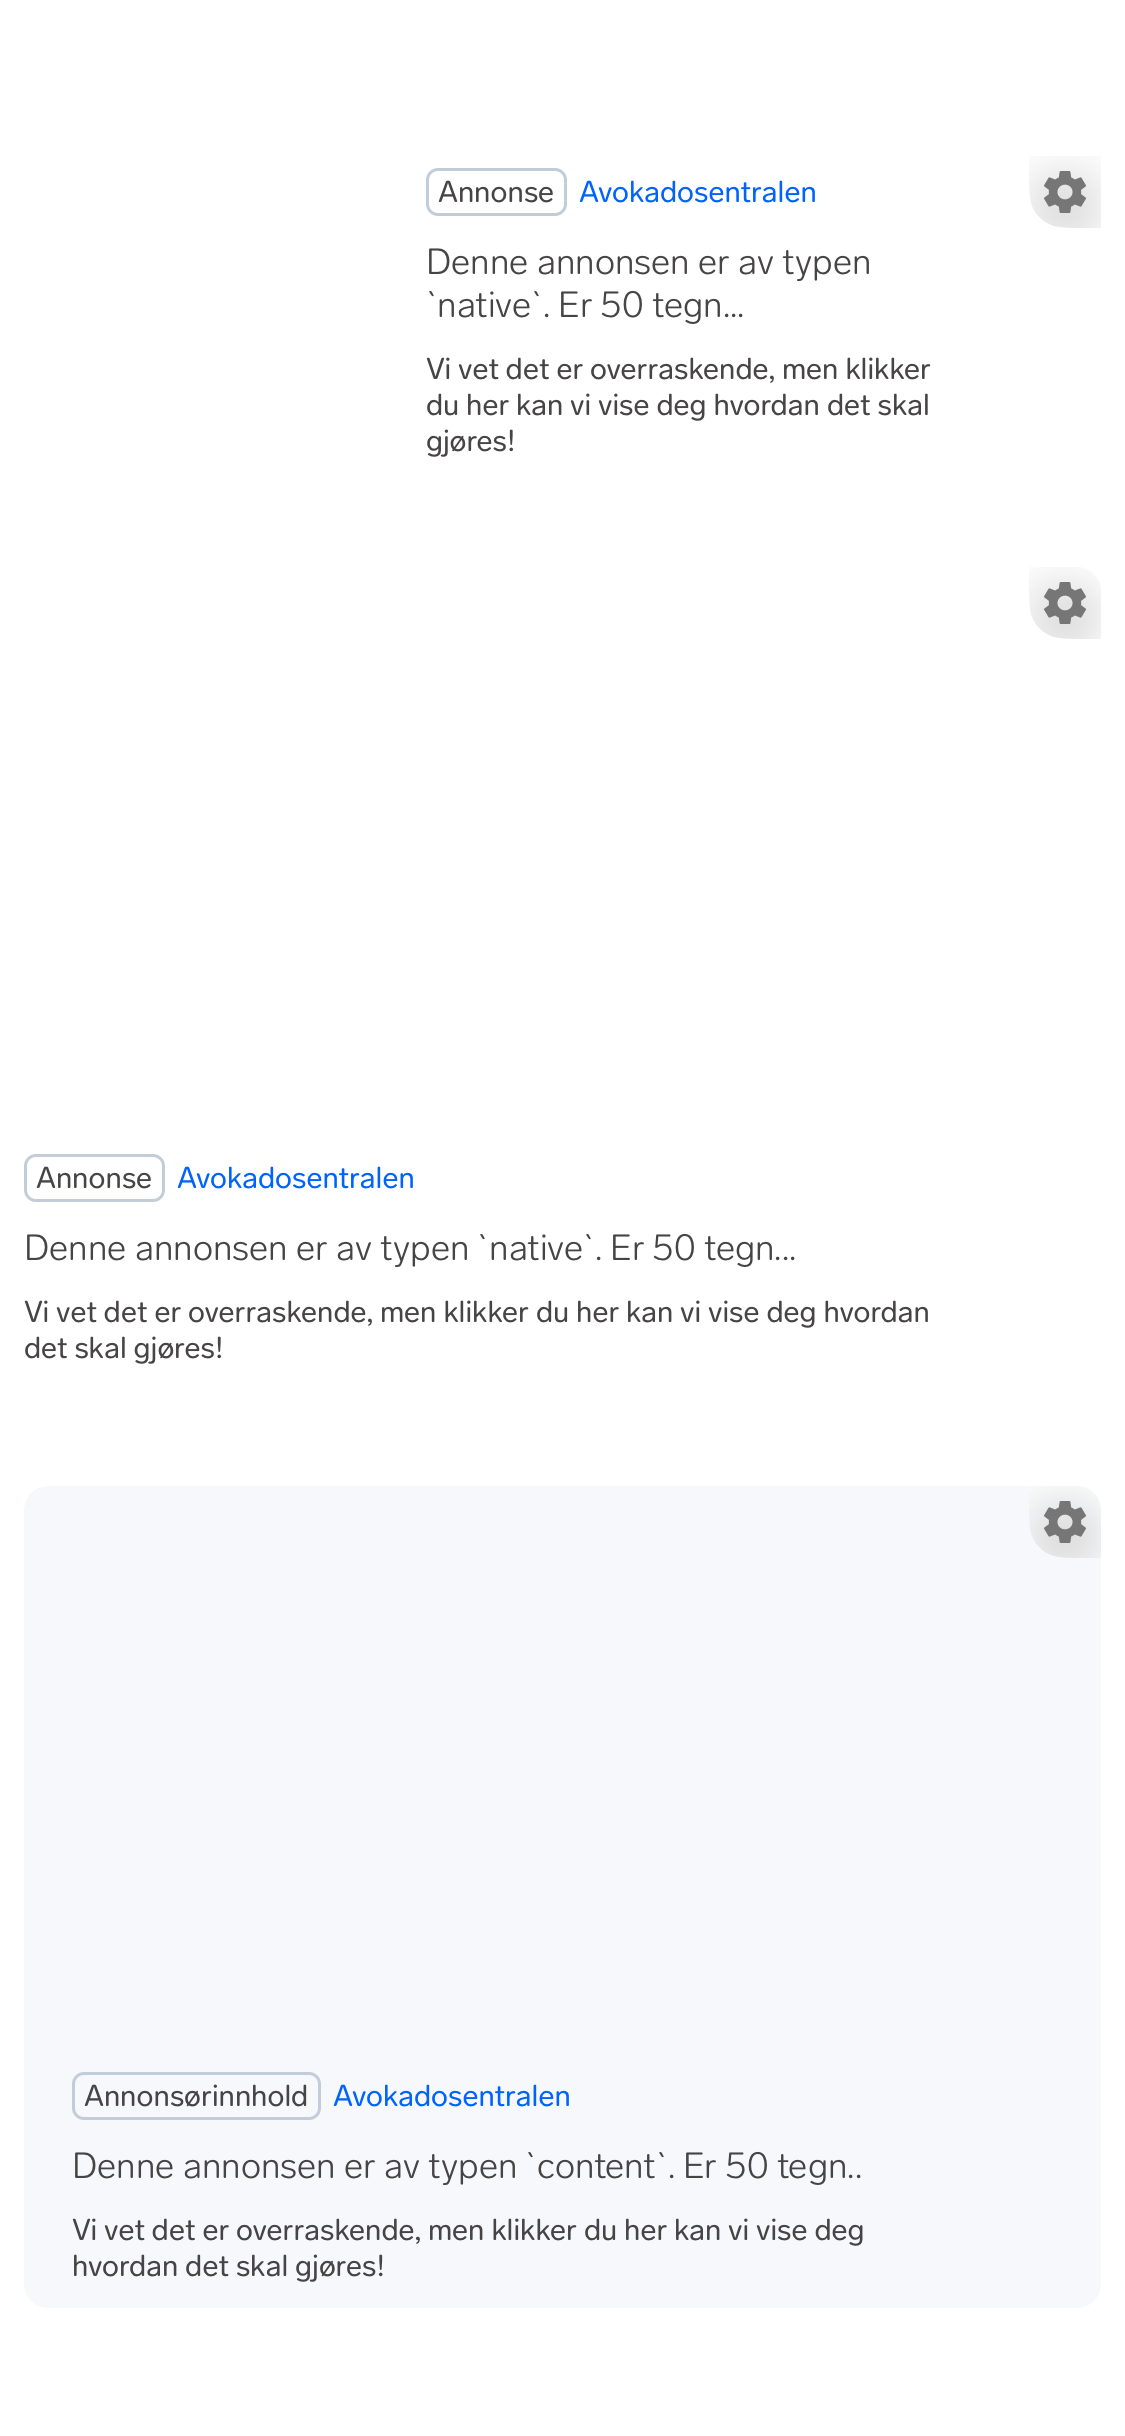 Annonse Avokadosentralen
Denne annonsen er av typen
`native`. Er 50 tegn...
Vi vet det er overraskende, men klikker
du her kan vi vise deg hvordan det skal
gjøres!
Annonse Avokadosentralen
Denne annonsen er av typen `native`. Er 50 tegn...
Vi vet det er overraskende, men klikker du her kan vi vise deg hvordan
det skal gjøres!
Annonsørinnhold Avokadosentralen
Denne annonsen er av typen `content`. Er 50 tegn..
Vi vet det er overraskende, men klikker du her kan vi vise deg
hvordan det skal gjøres!